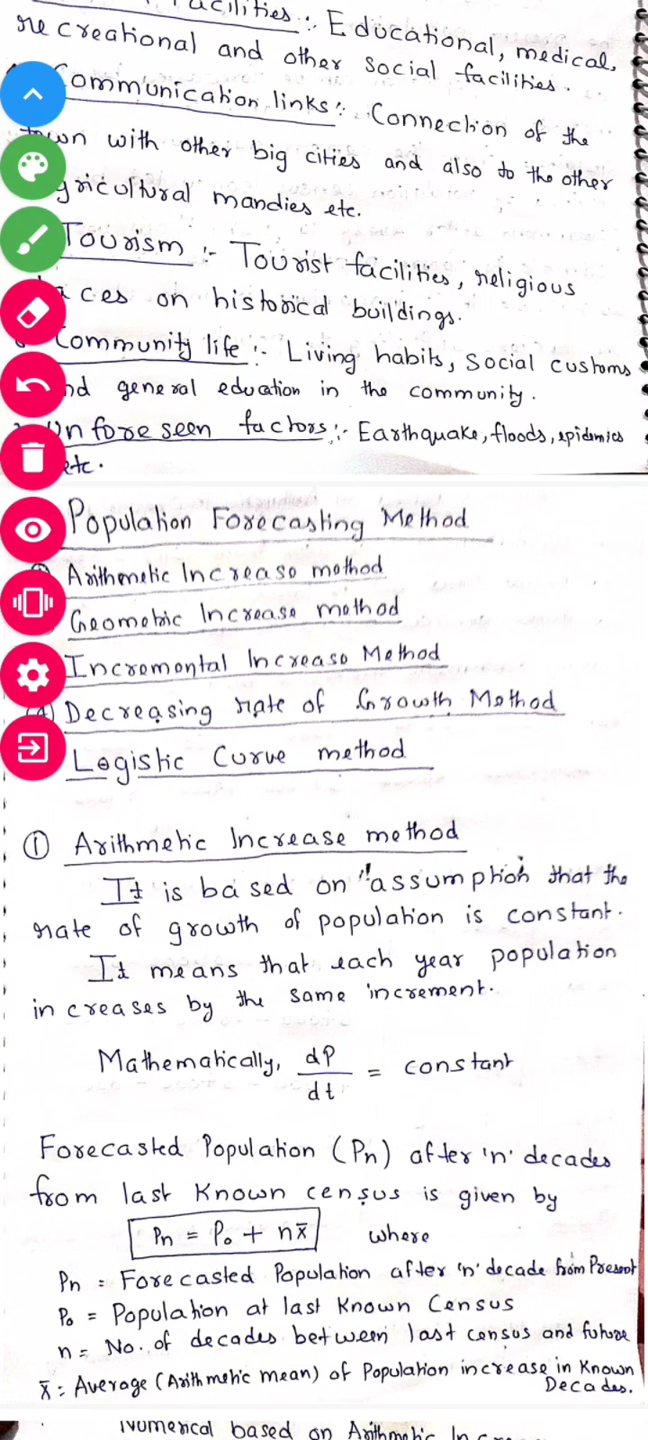 acilities :- Educational, medical,
recreational and other social facilities.
Communication links :- Connection of the
town with other big cities and also to the other
gricultural mandies etc.
Tourism :- Tourist facilities, religious
aces on historical buildings.
Community life :- Living habits, social customs
nd general education in the community.
Unforeseen factors :- Earthquake, floods, epidemics
etc.
Population Forecasting Method
Arithmetic Increase method
Geometric Increase method
Incremental Increase Method
(4) Decreasing rate of Growth Method
Logistic Curve method
① Arithmetic Increase method
It is baised on "assumption that the
rate of growth of population is constant.
It means that each year population
increases by the same increment.
Mathematically, dP/dt = constant
Forecasted Population (Pn) after 'n' decades
from last known census is given by
Pn = P₀ + nx̄ where
Pn = Forecasted Population after 'n' decade from Present
P₀ = Population at last known Census
n = No. of decades between last census and future
x̄ = Average (Arithmetic mean) of Population increase in known
Decades.
Numerical based on Arithmetic Incre